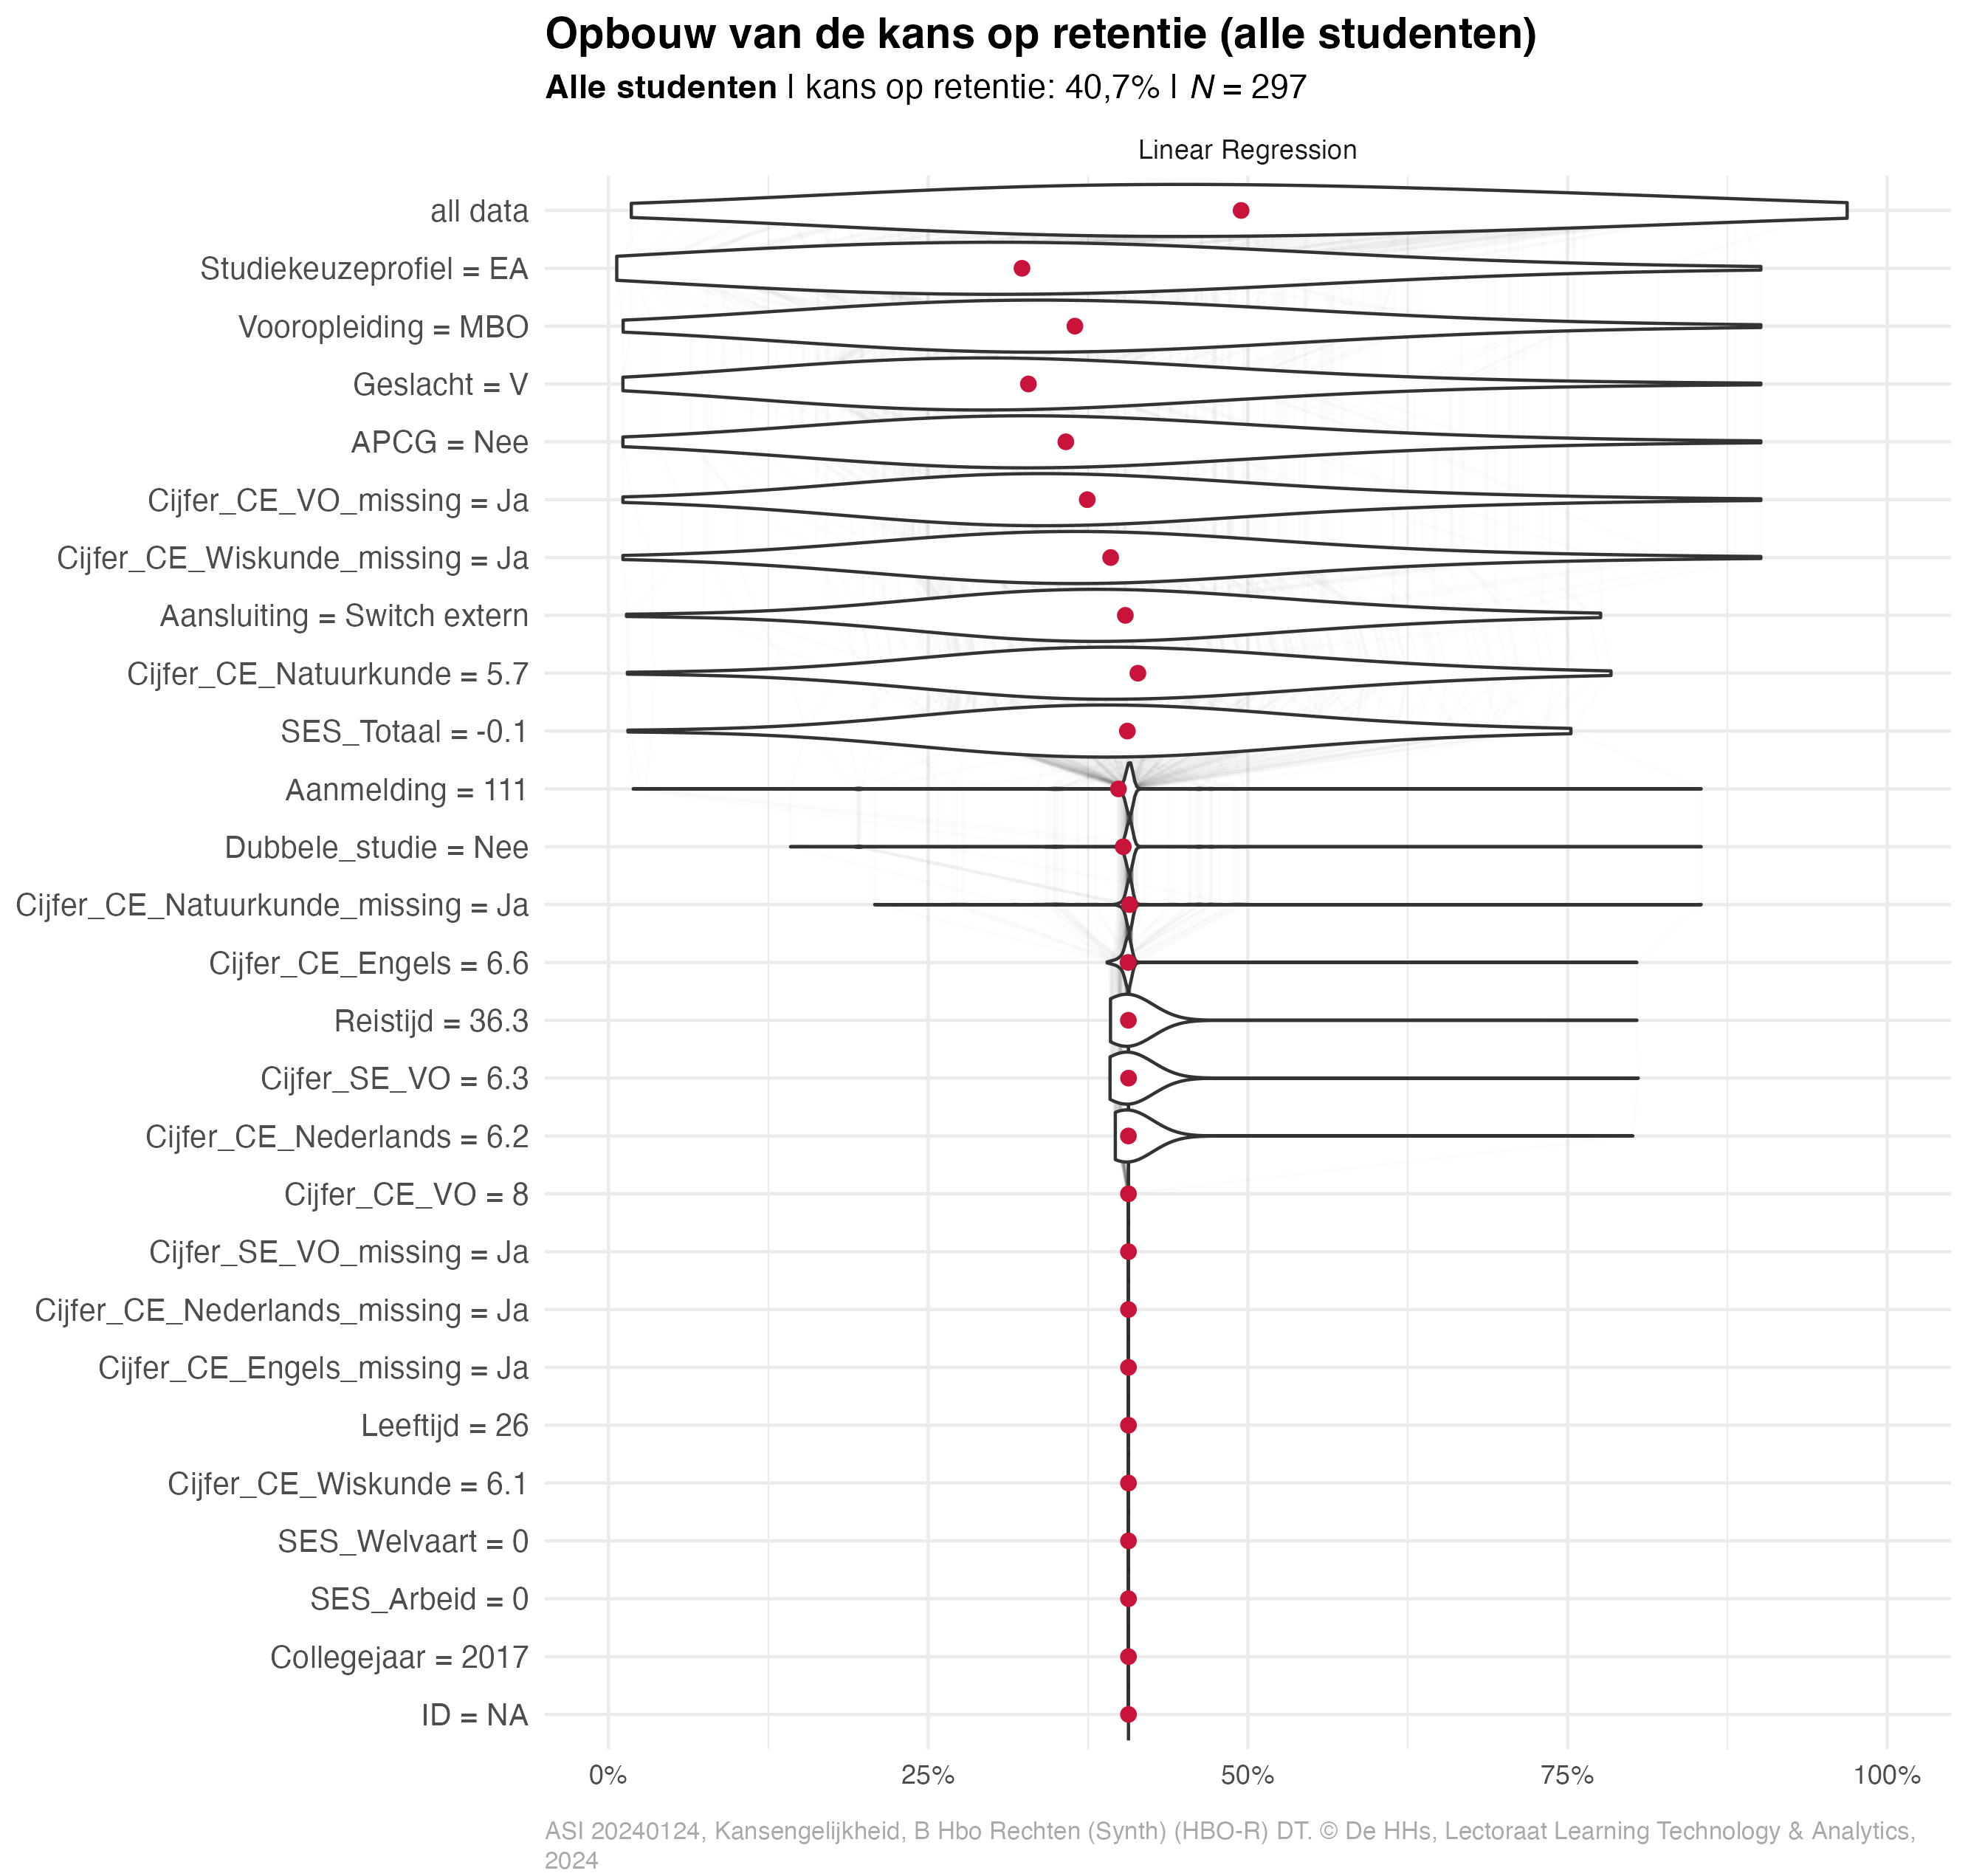 Opbouw van de kans op retentie (alle studenten)
Alle studenten | kans op retentie: 40,7% | N = 297
Linear Regression
all data
Studiekeuzeprofiel = EA
Vooropleiding = MBO
Geslacht = V
APCG = Nee
Cijfer_CE_VO_missing = Ja
Cijfer_CE_Wiskunde_missing = Ja
Aansluiting = Switch extern
Cijfer_CE_Natuurkunde = 5.7
SES_Totaal = -0.1
Aanmelding = 111
Dubbele_studie = Nee
Cijfer_CE_Natuurkunde_missing = Ja
Cijfer_CE_Engels = 6.6
Reistijd = 36.3
Cijfer_SE_VO = 6.3
Cijfer_CE_Nederlands = 6.2
Cijfer_CE_VO = 8
Cijfer_SE_VO_missing = Ja
Cijfer_CE_Nederlands_missing = Ja
Cijfer_CE_Engels_missing = Ja
Leeftijd = 26
Cijfer_CE_Wiskunde = 6.1
SES_Welvaart = 0
SES_Arbeid = 0
Collegejaar = 2017
ID = NA
0% 25% 50% 75% 100%
ASI 20240124, Kansengelijkheid, B Hbo Rechten (Synth) (HBO-R) DT. © De HHs, Lectoraat Learning Technology & Analytics,
2024